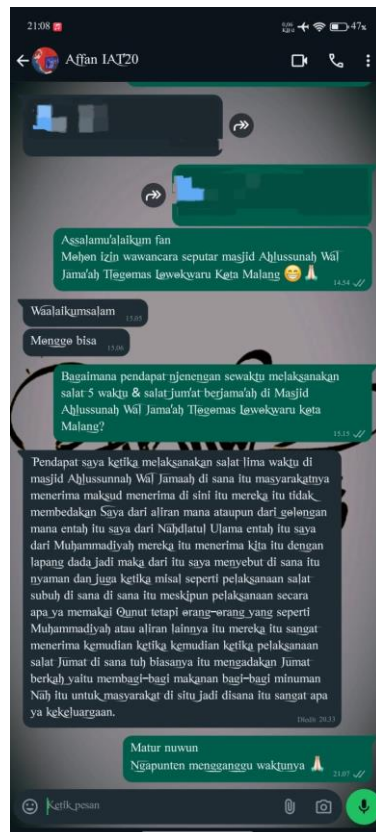 21:08
0,06 KB/s 47%
Affan IAT20
Assalamu'alaikum fan
Mohon izin wawancara seputar masjid Ahlussunah Wal
Jama'ah Tlogomas Lowokwaru Kota Malang 😁🙏🏻
14.54
Waalaikumsalam
15.05
Monggo bisa
15.06
Bagaimana pendapat njenengan sewaktu melaksanakan
salat 5 waktu & salat jum'at berjama'ah di Masjid
Ahlussunah Wal Jama'ah Tlogomas Lowokwaru kota
Malang?
15.15
Pendapat saya ketika melaksanakan salat lima waktu di
masjid Ahlussunnah Wal Jamaah di sana itu masyarakatnya
menerima maksud menerima di sini itu mereka itu tidak
membedakan Saya dari aliran mana ataupun dari golongan
mana entah itu saya dari Nahdlatul Ulama entah itu saya
dari Muhammadiyah mereka itu menerima kita itu dengan
lapang dada jadi maka dari itu saya menyebut di sana itu
nyaman dan juga ketika misal seperti pelaksanaan salat
subuh di sana di sana itu meskipun pelaksanaan secara
apa ya memakai Qunut tetapi orang-orang yang seperti
Muhammadiyah atau aliran lainnya itu mereka itu sangat
menerima kemudian ketika kemudian ketika pelaksanaan
salat Jumat di sana tuh biasanya itu mengadakan Jumat
berkah yaitu membagi-bagi makanan bagi-bagi minuman
Nah itu untuk masyarakat di situ jadi disana itu sangat apa
ya kekeluargaan.
Diedit 20.33
Matur nuwun
Ngapunten mengganggu waktunya 🙏🏻
21.07
Ketik pesan